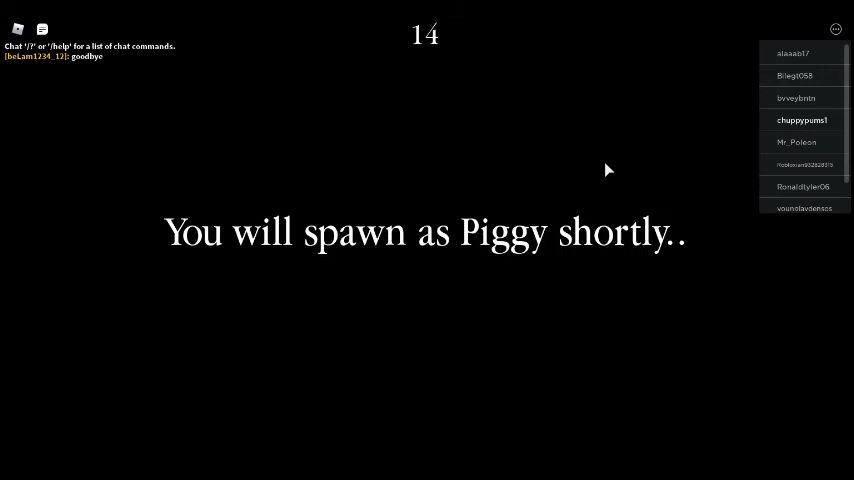 14
Chat '/?' or '/help' for a list of chat commands.
[beLam1234_12]: goodbye
alaaab17
Bilegt058
bvveybntn
chuppypums1
Mr_Poleon
Robloxian932828315
Ronaldtyler06
You will spawn as Piggy shortly..